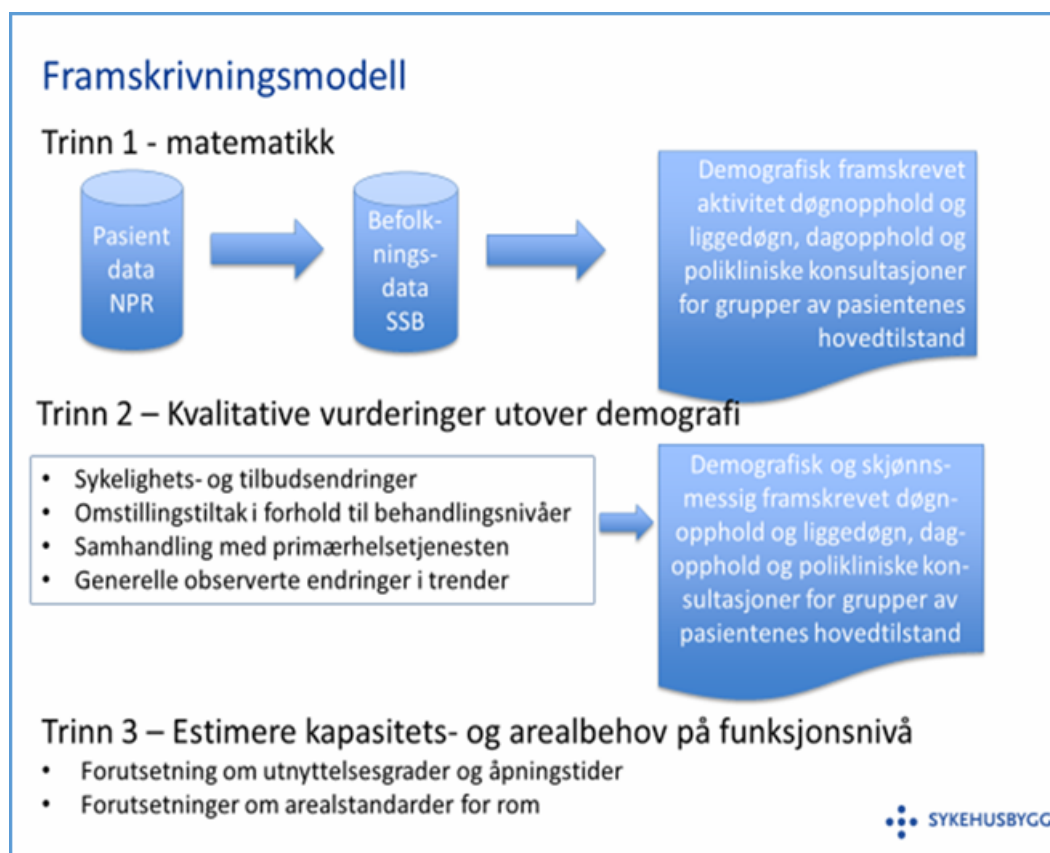 Framskrivningsmodell
Trinn 1 - matematikk
Pasient
data
NPR
Befolk-
nings-
data
SSB
Demografisk framskrevet
aktivitet døgnopphold og
liggedøgn, dagopphold og
polikliniske konsultasjoner
for grupper av pasientenes
hovedtilstand
Trinn 2 – Kvalitative vurderinger utover demografi
• Sykelighets- og tilbudsendringer
• Omstillingstiltak i forhold til behandlingsnivåer
• Samhandling med primærhelsetjenesten
• Generelle observerte endringer i trender
Demografisk og skjønns-
messig framskrevet døgn-
opphold og liggedøgn, dag-
opphold og polikliniske kon-
sultasjoner for grupper av
pasientenes hovedtilstand
Trinn 3 – Estimere kapasitets- og arealbehov på funksjonsnivå
• Forutsetning om utnyttelsesgrader og åpningstider
• Forutsetninger om arealstandarder for rom
SYKEHUSBYGG